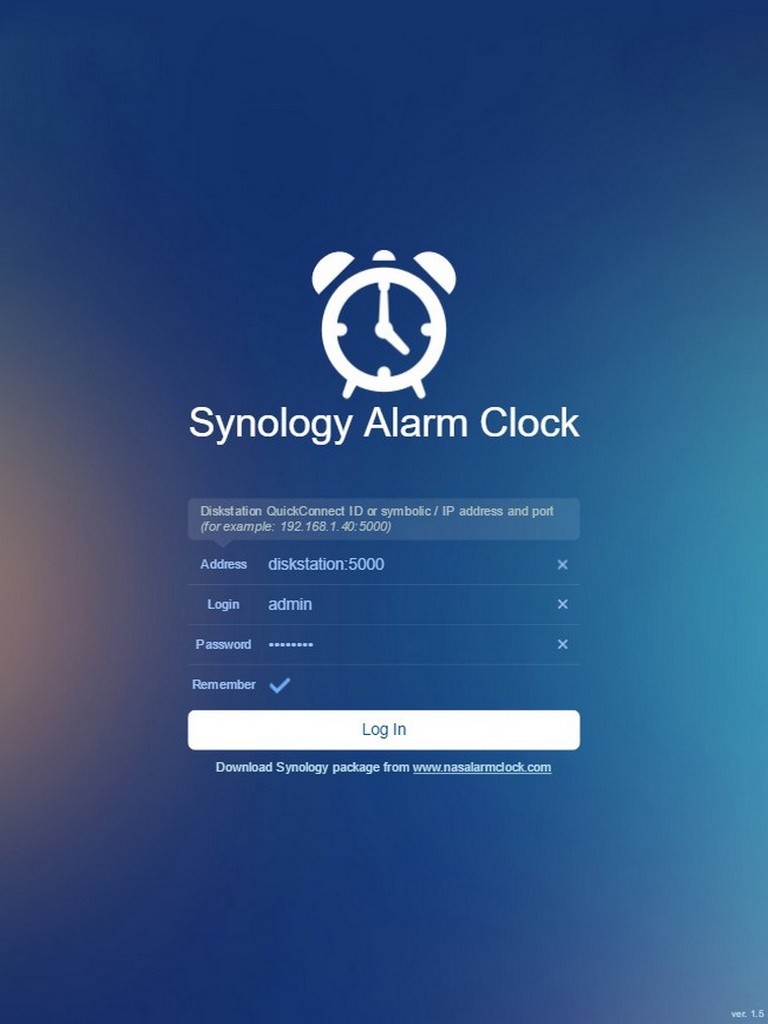 Synology Alarm Clock
Diskstation QuickConnect ID or symbolic / IP address and port
(for example: 192.168.1.40:5000)
Address diskstation:5000
Login admin
Password ••••••••
Remember
Log In
Download Synology package from www.nasalarmclock.com
ver. 1.5